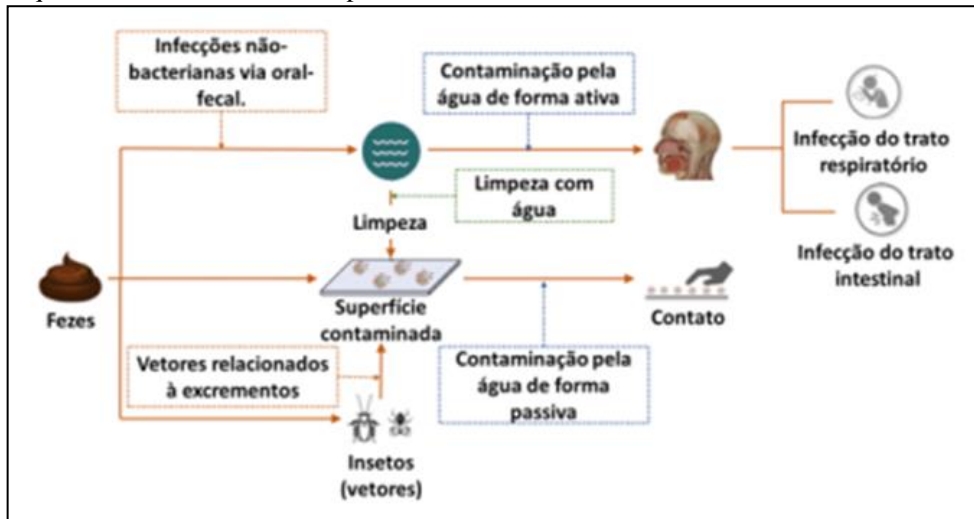 Infecções não-
bacterianas via oral-
fecal.
Contaminação pela
água de forma ativa
Infecção do trato
respiratório
Limpeza com
água
Limpeza
Infecção do trato
intestinal
Fezes
Superfície
contaminada
Contato
Vetores relacionados
à excrementos
Contaminação pela
água de forma
passiva
Insetos
(vetores)